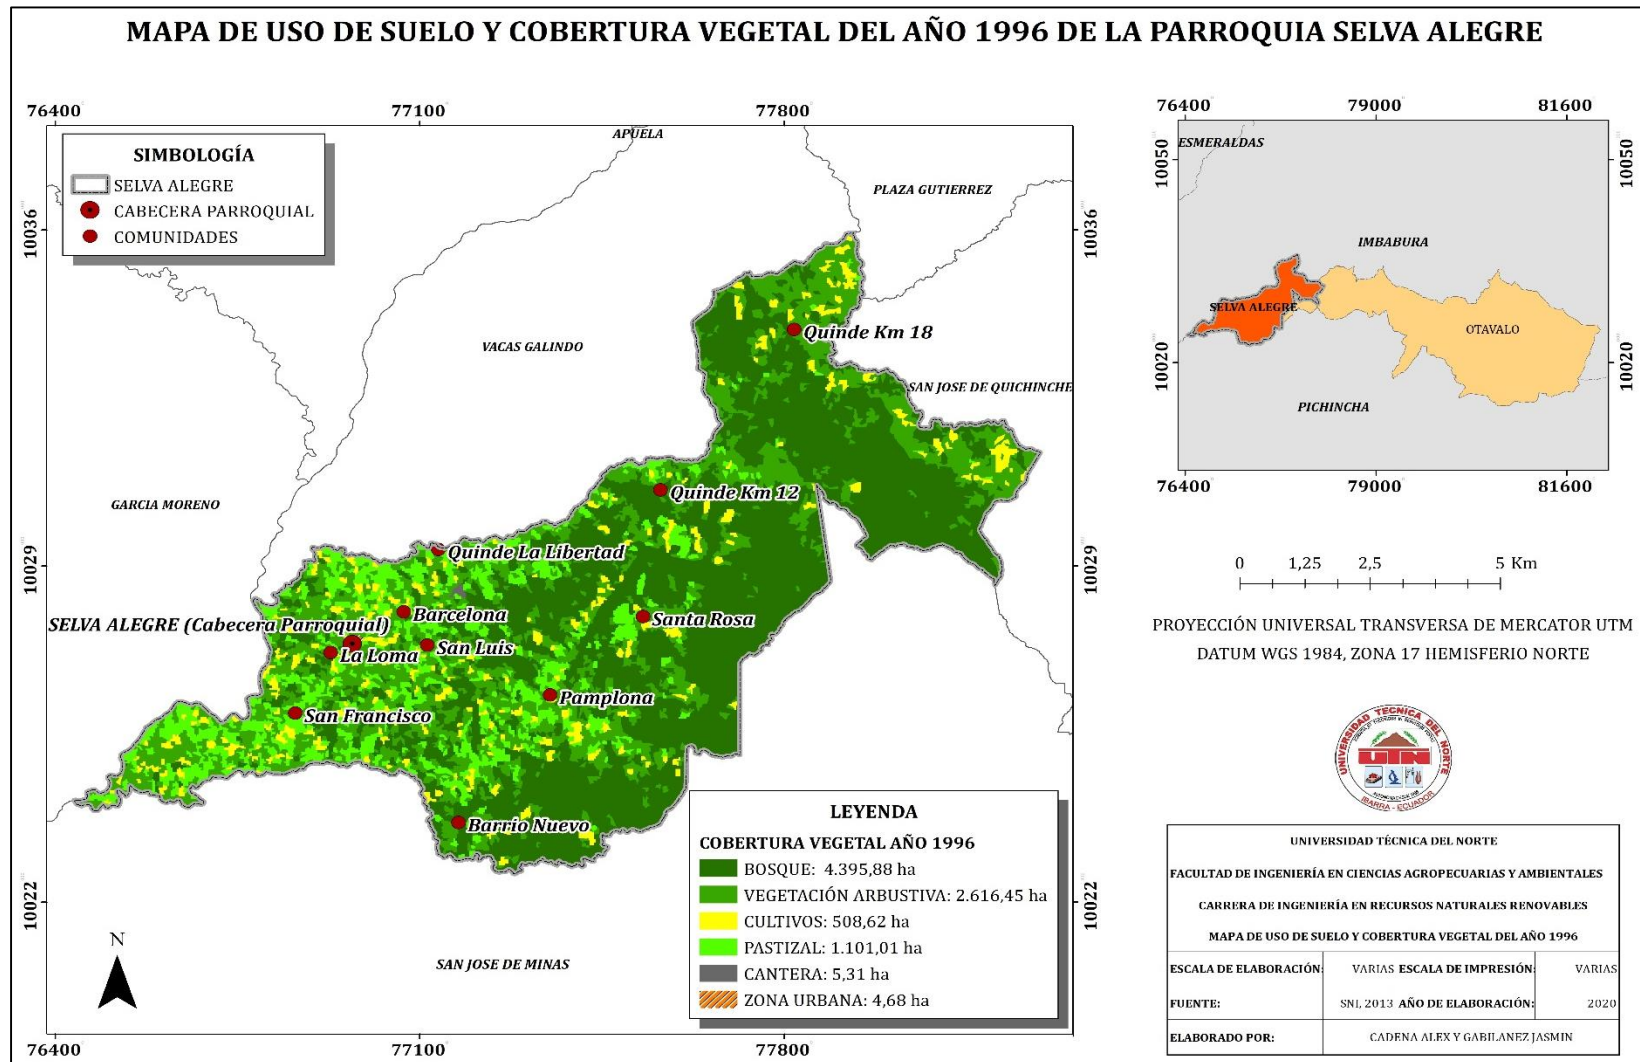 MAPA DE USO DE SUELO Y COBERTURA VEGETAL DEL AÑO 1996 DE LA PARROQUIA SELVA ALEGRE
76400
77100
77800
10036
10029
10022
10036
10029
10022
76400
77100
77800
SIMBOLOGÍA
SELVA ALEGRE
CABECERA PARROQUIAL
COMUNIDADES
APUELA
PLAZA GUTIERREZ
VACAS GALINDO
SAN JOSE DE QUICHINCHE
GARCIA MORENO
SAN JOSE DE MINAS
Quinde Km 18
Quinde Km 12
Quinde La Libertad
Barcelona
SELVA ALEGRE (Cabecera Parroquial)
La Loma
San Luis
Santa Rosa
Pamplona
San Francisco
Barrio Nuevo
N
LEYENDA
COBERTURA VEGETAL AÑO 1996
BOSQUE: 4.395,88 ha
VEGETACIÓN ARBUSTIVA: 2.616,45 ha
CULTIVOS: 508,62 ha
PASTIZAL: 1.101,01 ha
CANTERA: 5,31 ha
ZONA URBANA: 4,68 ha
76400
79000
81600
10050
10020
10050
10020
76400
79000
81600
ESMERALDAS
IMBABURA
SELVA ALEGRE
OTAVALO
PICHINCHA
0 1,25 2,5 5 Km
PROYECCIÓN UNIVERSAL TRANSVERSA DE MERCATOR UTM
DATUM WGS 1984, ZONA 17 HEMISFERIO NORTE
UNIVERSIDAD TECNICA DEL NORTE
UTN
IBARRA - ECUADOR
UNIVERSIDAD TÉCNICA DEL NORTE
FACULTAD DE INGENIERÍA EN CIENCIAS AGROPECUARIAS Y AMBIENTALES
CARRERA DE INGENIERÍA EN RECURSOS NATURALES RENOVABLES
MAPA DE USO DE SUELO Y COBERTURA VEGETAL DEL AÑO 1996
ESCALA DE ELABORACIÓN: VARIAS ESCALA DE IMPRESIÓN: VARIAS
FUENTE: SNI, 2013 AÑO DE ELABORACIÓN: 2020
ELABORADO POR: CADENA ALEX Y GABILANEZ JASMIN